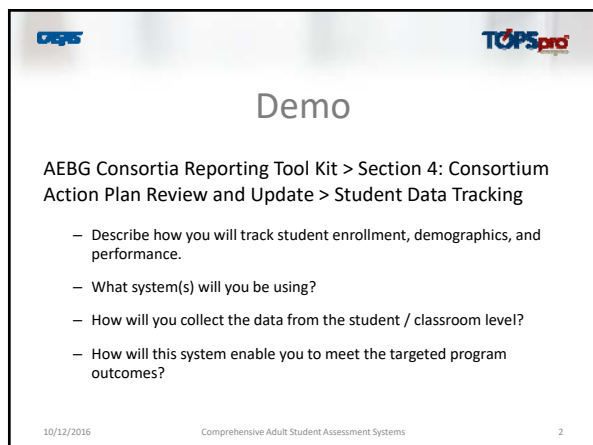 CASAS
TOPSpro
enterprise
Demo
AEBG Consortia Reporting Tool Kit > Section 4: Consortium
Action Plan Review and Update > Student Data Tracking
– Describe how you will track student enrollment, demographics, and
performance.
– What system(s) will you be using?
– How will you collect the data from the student / classroom level?
– How will this system enable you to meet the targeted program
outcomes?
10/12/2016 Comprehensive Adult Student Assessment Systems 2